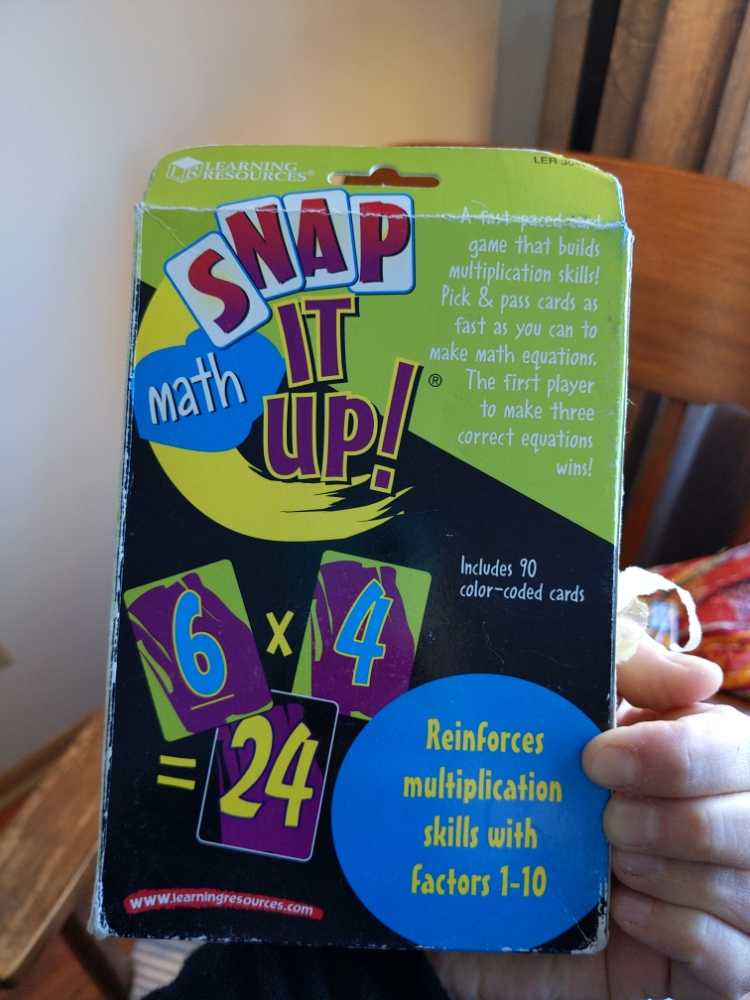 LEARNING
RESOURCES®
LER
SNAP
IT
UP!
®
math
A fast-paced card
game that builds
multiplication skills!
Pick & pass cards as
fast as you can to
make math equations.
The first player
to make three
correct equations
wins!
Includes 90
color-coded cards
6 x 4
= 24
Reinforces
multiplication
skills with
factors 1-10
www.learningresources.com